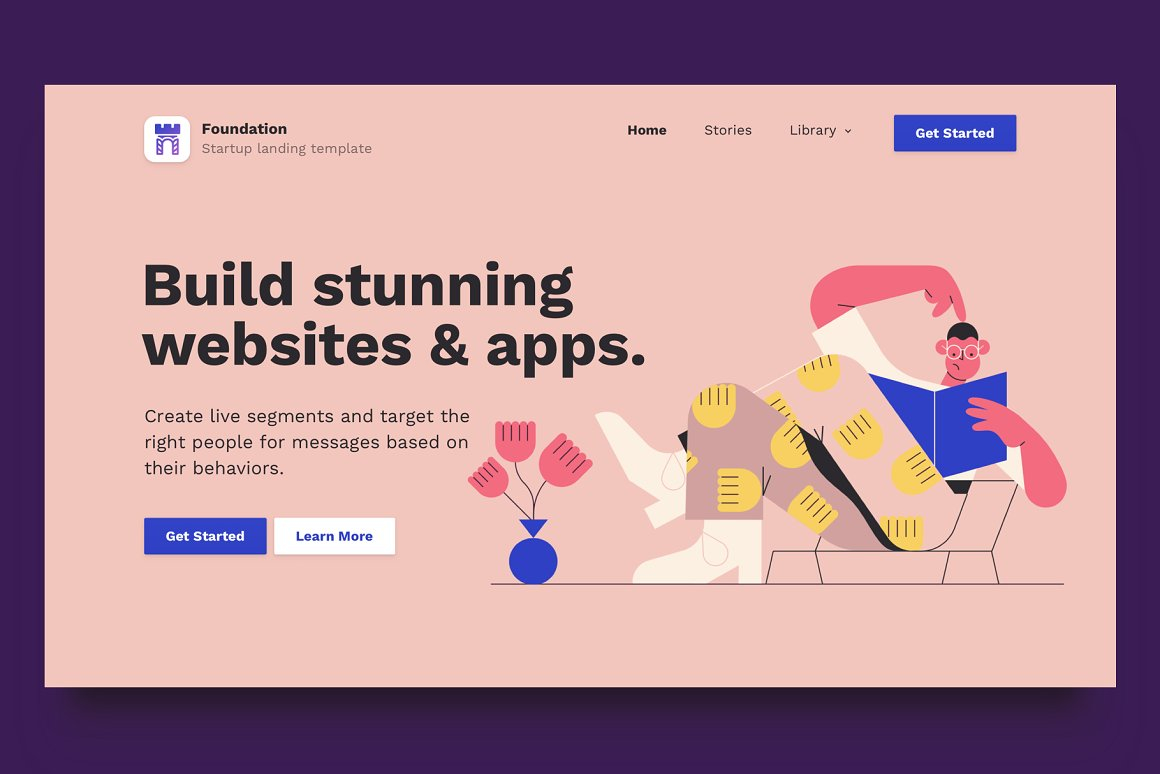 Foundation
Startup landing template
Home
Stories
Library
Get Started
Build stunning
websites & apps.
Create live segments and target the
right people for messages based on
their behaviors.
Get Started
Learn More